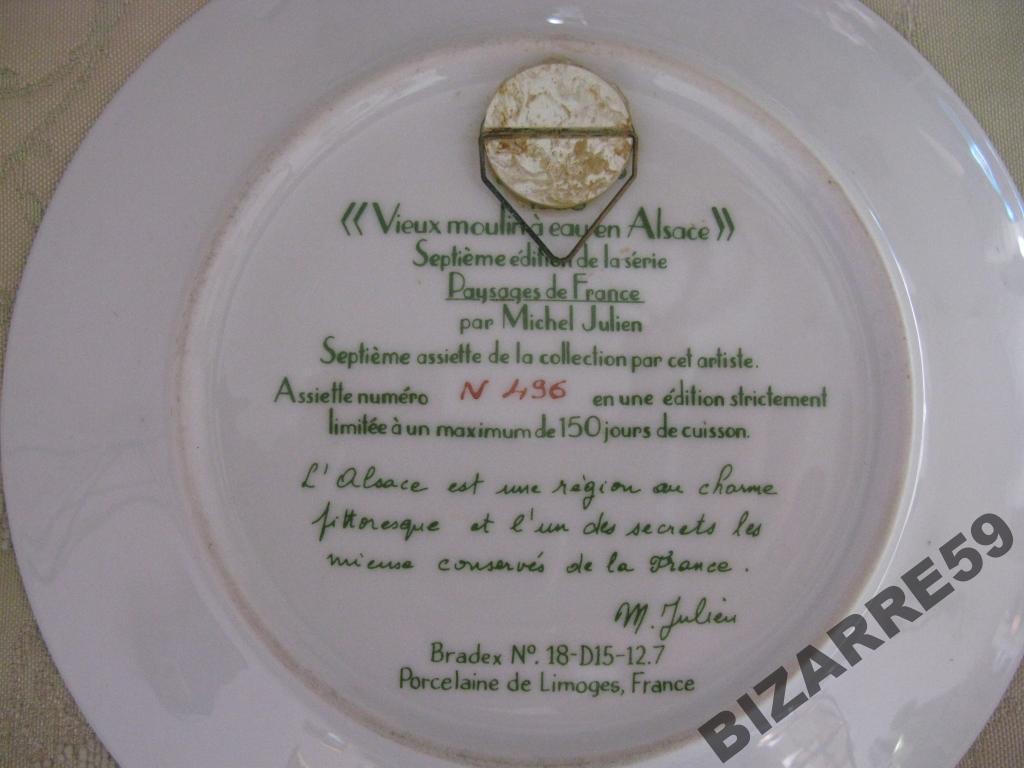 « Vieux moulin à eau en Alsace »
Septième édition de la série
Paysages de France
par Michel Julien
Septième assiette de la collection par cet artiste.
Assiette numéro N 496 en une édition strictement
limitée à un maximum de 150 jours de cuisson.
L'Alsace est une région au charme
pittoresque et l'un des secrets les
mieux conservés de la France.
M. Julien
Bradex Nº. 18-D15-12.7
Porcelaine de Limoges, France
BIZARRE59